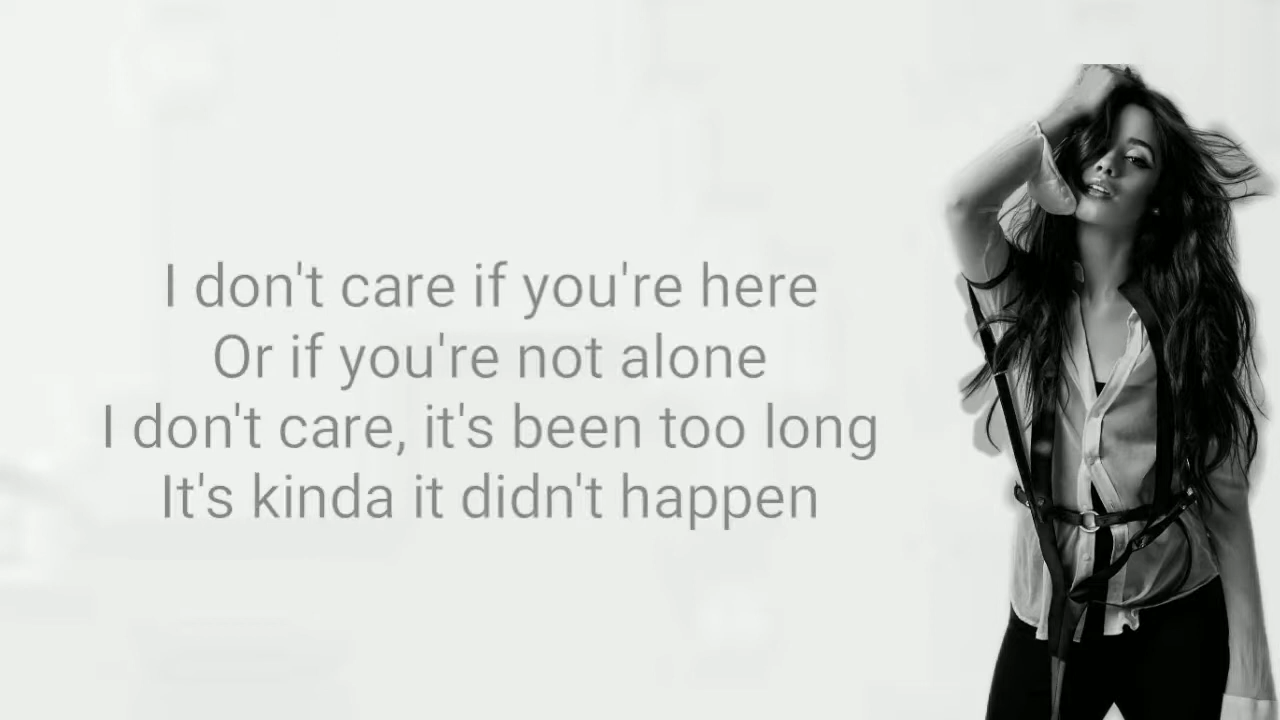 I don't care if you're here
Or if you're not alone
I don't care, it's been too long
It's kinda it didn't happen